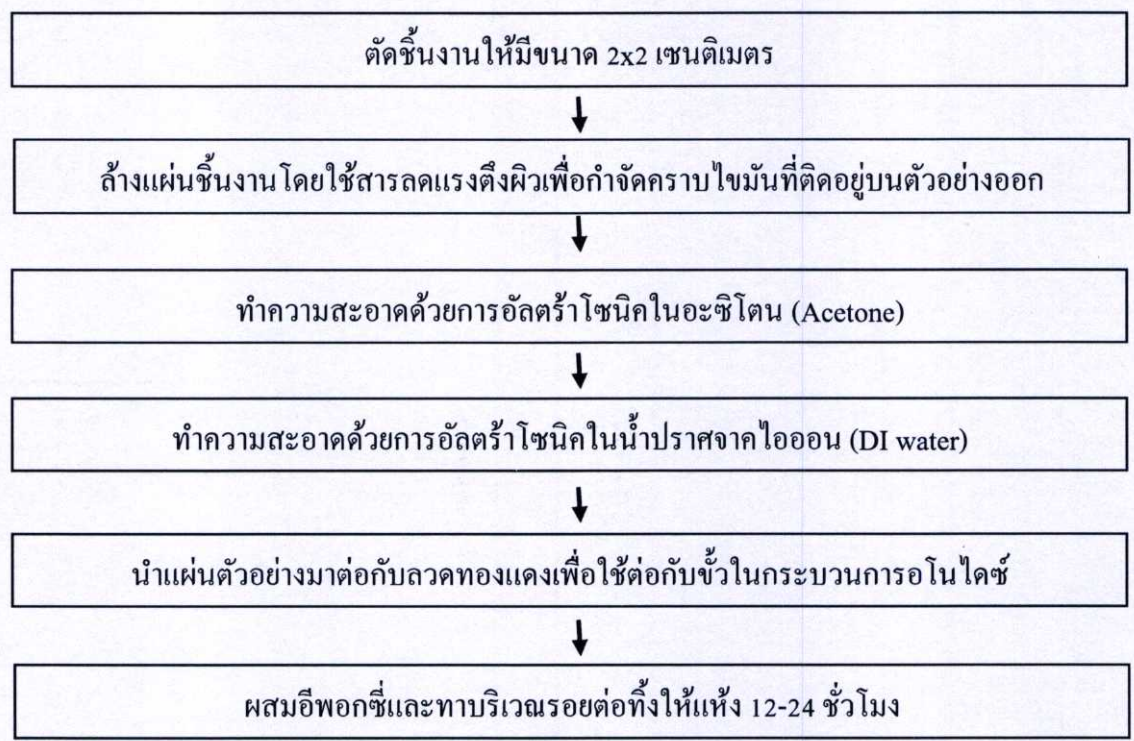 ตัดชิ้นงานให้มีขนาด 2x2 เซนติเมตร
ล้างแผ่นชิ้นงานโดยใช้สารลดแรงตึงผิวเพื่อกำจัดคราบไขมันที่ติดอยู่บนตัวอย่างออก
ทำความสะอาดด้วยการอัลตร้าโซนิคในอะซิโตน (Acetone)
ทำความสะอาดด้วยการอัลตร้าโซนิคในน้ำปราศจากไอออน (DI water)
นำแผ่นตัวอย่างมาต่อกับลวดทองแดงเพื่อใช้ต่อกับขั้วในกระบวนการอโนไดซ์
ผสมอีพอกซี่และทาบริเวณรอยต่อทิ้งให้แห้ง 12-24 ชั่วโมง